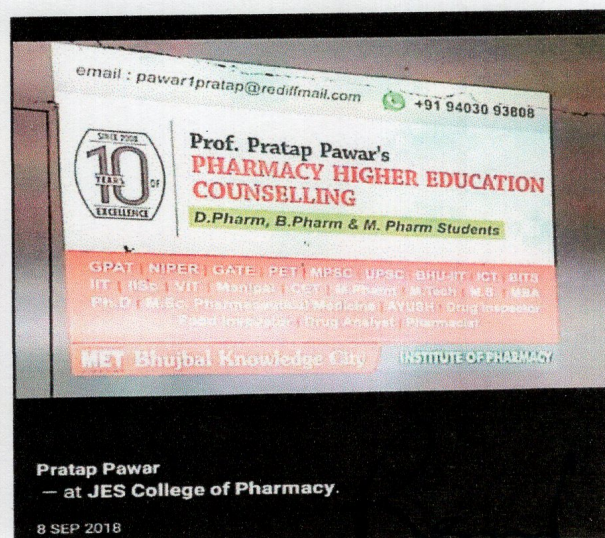 email : pawar1pratap@rediffmail.com
+91 94030 93808
SINCE 2008
10
YEARS OF
EXCELLENCE
Prof. Pratap Pawar's
PHARMACY HIGHER EDUCATION
COUNSELLING
D.Pharm, B.Pharm & M. Pharm Students
GPAT | NIPER | GATE | PET | MPSC | UPSC | BHU-IIT | ICT | BITS
IIT | IISc | VIT | Manipal | CET | M.Pharm | M.Tech | M.S | MBA
Ph.D | M.Sc. Pharmaceutical Medicine | AYUSH | Drug Inspector
Food Inspector | Drug Analyst | Pharmacist
MET Bhujbal Knowledge City INSTITUTE OF PHARMACY
Pratap Pawar
— at JES College of Pharmacy.
8 SEP 2018